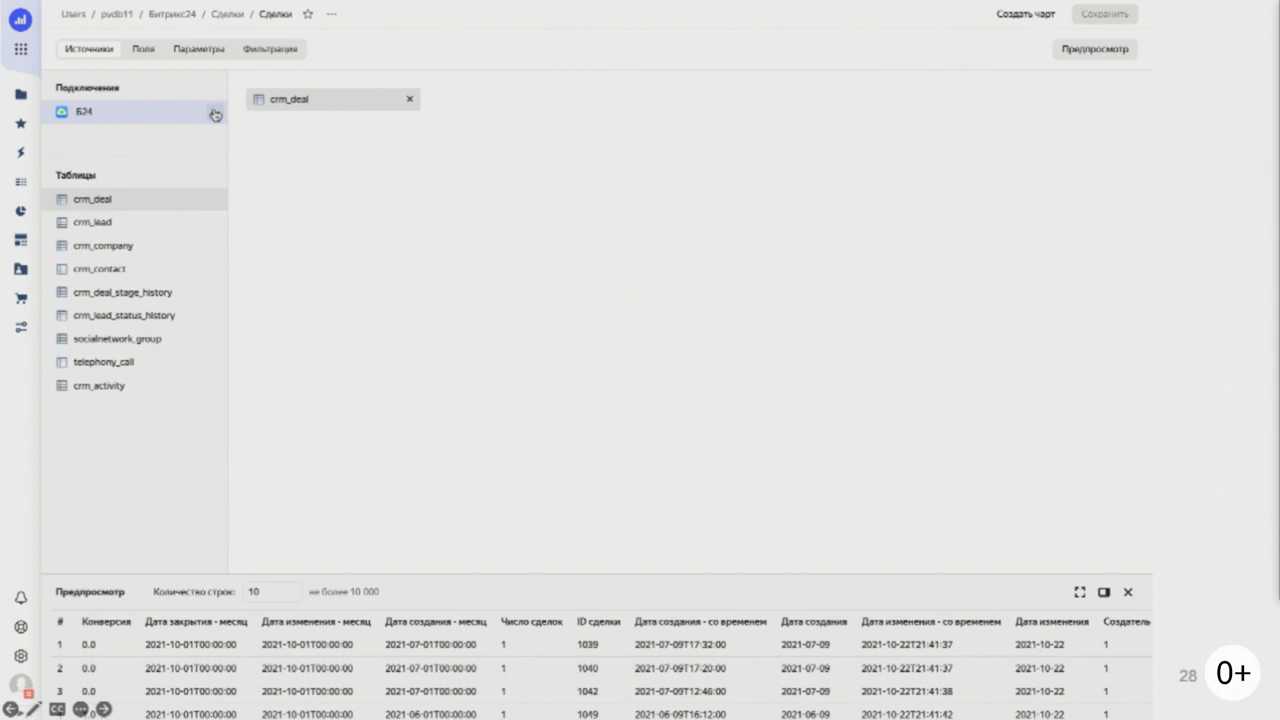 Users / pvdb11 / Битрикс24 / Сделки / Сделки
Создать чарт
Сохранить
Источники Поля Параметры Фильтрация
Предпросмотр
Подключения
Б24
crm_deal
Таблицы
crm_deal
crm_lead
crm_company
crm_contact
crm_deal_stage_history
crm_lead_status_history
socialnetwork_group
telephony_call
crm_activity
Предпросмотр Количество строк: 10 не более 10 000
# Конверсия Дата закрытия - месяц Дата изменения - месяц Дата создания - месяц Число сделок ID сделки Дата создания - со временем Дата создания Дата изменения - со временем Дата изменения Создатель
1 0.0 2021-10-01T00:00:00 2021-10-01T00:00:00 2021-07-01T00:00:00 1 1039 2021-07-09T17:32:00 2021-07-09 2021-10-22T21:41:37 2021-10-22 1
2 0.0 2021-10-01T00:00:00 2021-10-01T00:00:00 2021-07-01T00:00:00 1 1040 2021-07-09T17:20:00 2021-07-09 2021-10-22T21:41:37 2021-10-22 1
3 0.0 2021-10-01T00:00:00 2021-10-01T00:00:00 2021-07-01T00:00:00 1 1042 2021-07-09T12:46:00 2021-07-09 2021-10-22T21:41:38 2021-10-22 1
0.0 2021-10-01T00:00:00 2021-10-01T00:00:00 2021-06-01T00:00:00 1 1049 2021-06-09T16:12:00 2021-06-09 2021-10-22T21:41:42 2021-10-22 1
28
0+
CC